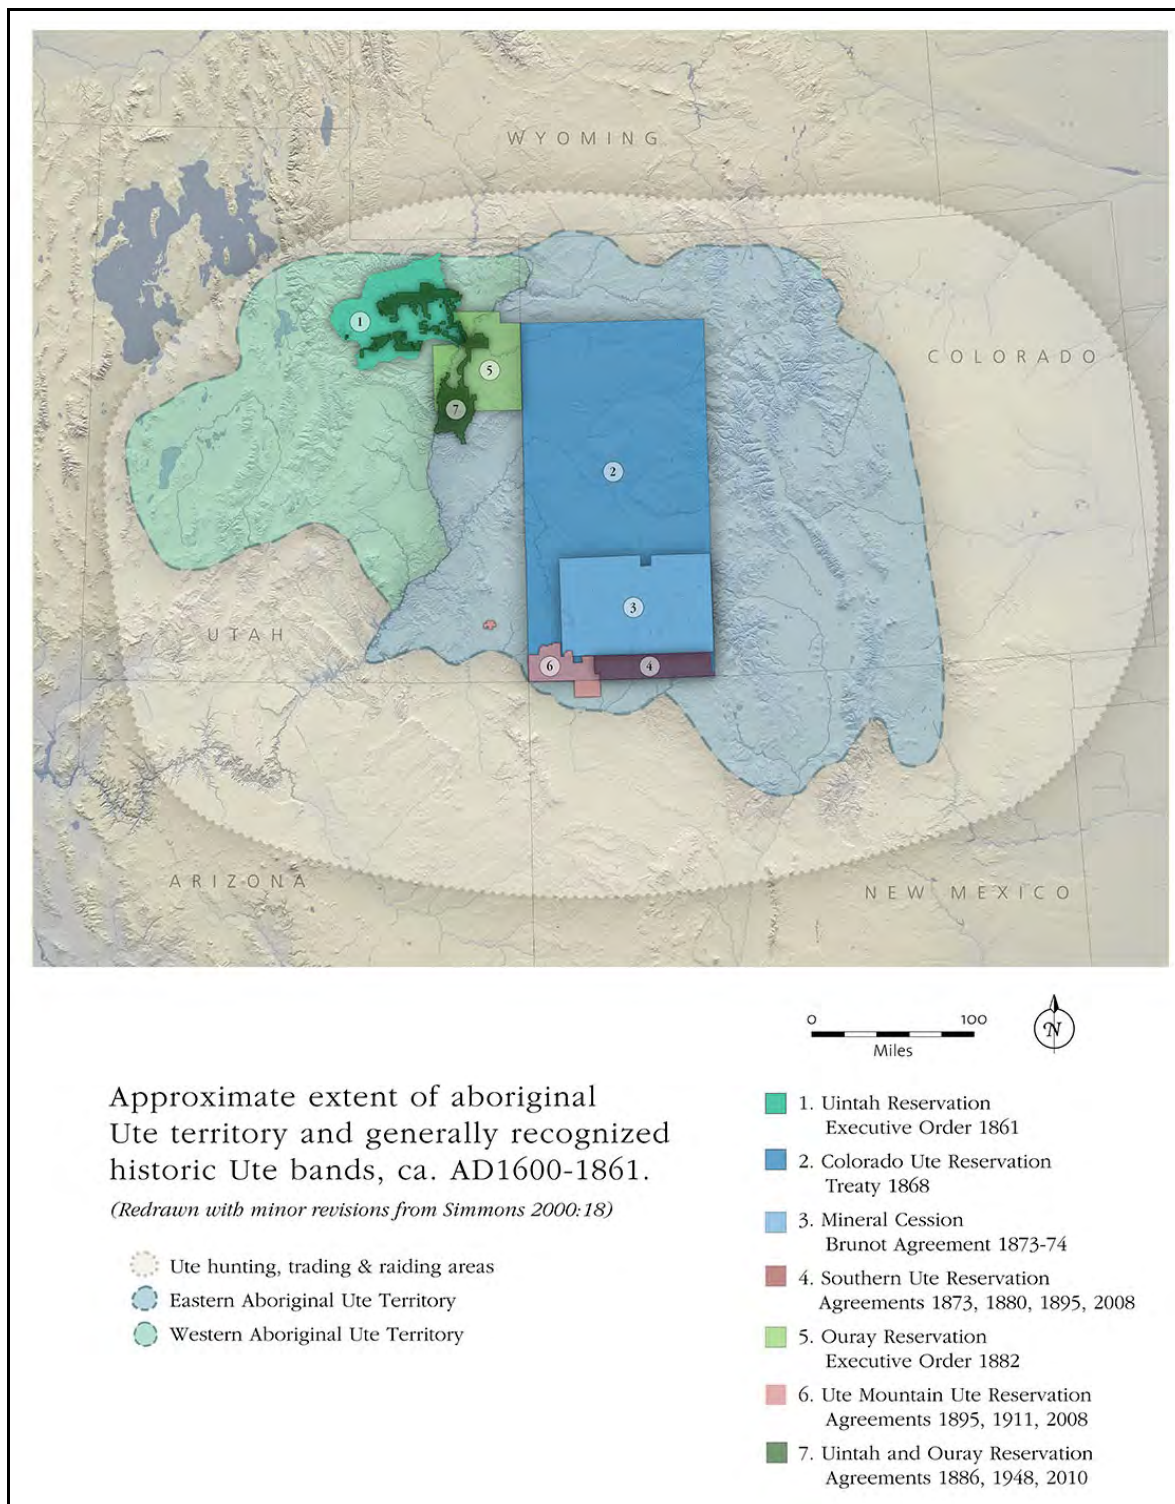 WYOMING
COLORADO
UTAH
ARIZONA
NEW MEXICO
1
2
3
4
5
6
7
0 100
Miles
N
Approximate extent of aboriginal
Ute territory and generally recognized
historic Ute bands, ca. AD1600-1861.
(Redrawn with minor revisions from Simmons 2000:18)
Ute hunting, trading & raiding areas
Eastern Aboriginal Ute Territory
Western Aboriginal Ute Territory
1. Uintah Reservation
Executive Order 1861
2. Colorado Ute Reservation
Treaty 1868
3. Mineral Cession
Brunot Agreement 1873-74
4. Southern Ute Reservation
Agreements 1873, 1880, 1895, 2008
5. Ouray Reservation
Executive Order 1882
6. Ute Mountain Ute Reservation
Agreements 1895, 1911, 2008
7. Uintah and Ouray Reservation
Agreements 1886, 1948, 2010